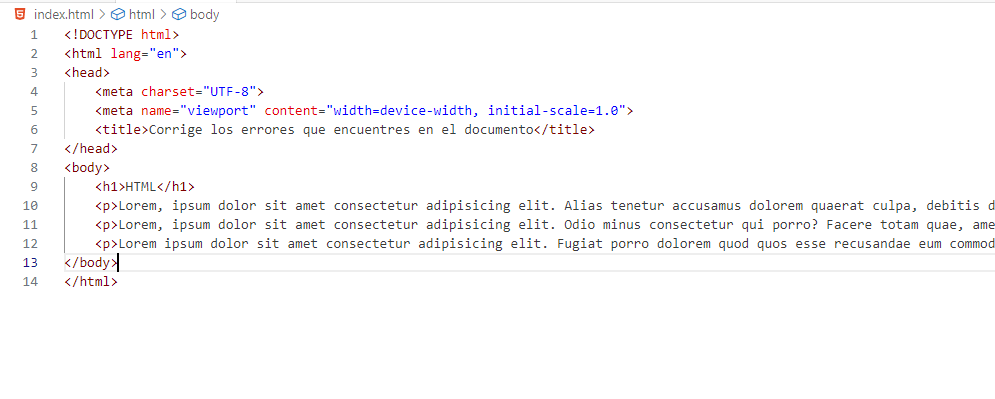 index.html > html > body
1 <!DOCTYPE html>
2 <html lang="en">
3 <head>
4 <meta charset="UTF-8">
5 <meta name="viewport" content="width=device-width, initial-scale=1.0">
6 <title>Corrige los errores que encuentres en el documento</title>
7 </head>
8 <body>
9 <h1>HTML</h1>
10 <p>Lorem, ipsum dolor sit amet consectetur adipisicing elit. Alias tenetur accusamus dolorem quaerat culpa, debitis d
11 <p>Lorem, ipsum dolor sit amet consectetur adipisicing elit. Odio minus consectetur qui porro? Facere totam quae, ame
12 <p>Lorem ipsum dolor sit amet consectetur adipisicing elit. Fugiat porro dolorem quod quos esse recusandae eum commod
13 </body>
14 </html>